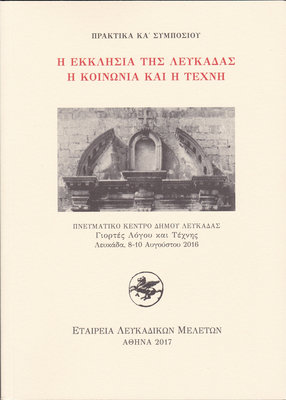 ΠΡΑΚΤΙΚΑ ΚΑ΄ ΣΥΜΠΟΣΙΟΥ
Η ΕΚΚΛΗΣΙΑ ΤΗΣ ΛΕΥΚΑΔΑΣ
Η ΚΟΙΝΩΝΙΑ ΚΑΙ Η ΤΕΧΝΗ
ΠΝΕΥΜΑΤΙΚΟ ΚΕΝΤΡΟ ΔΗΜΟΥ ΛΕΥΚΑΔΑΣ
Γιορτές Λόγου και Τέχνης
Λευκάδα, 8-10 Αυγούστου 2016
ΕΤΑΙΡΕΙΑ ΛΕΥΚΑΔΙΚΩΝ ΜΕΛΕΤΩΝ
ΑΘΗΝΑ 2017